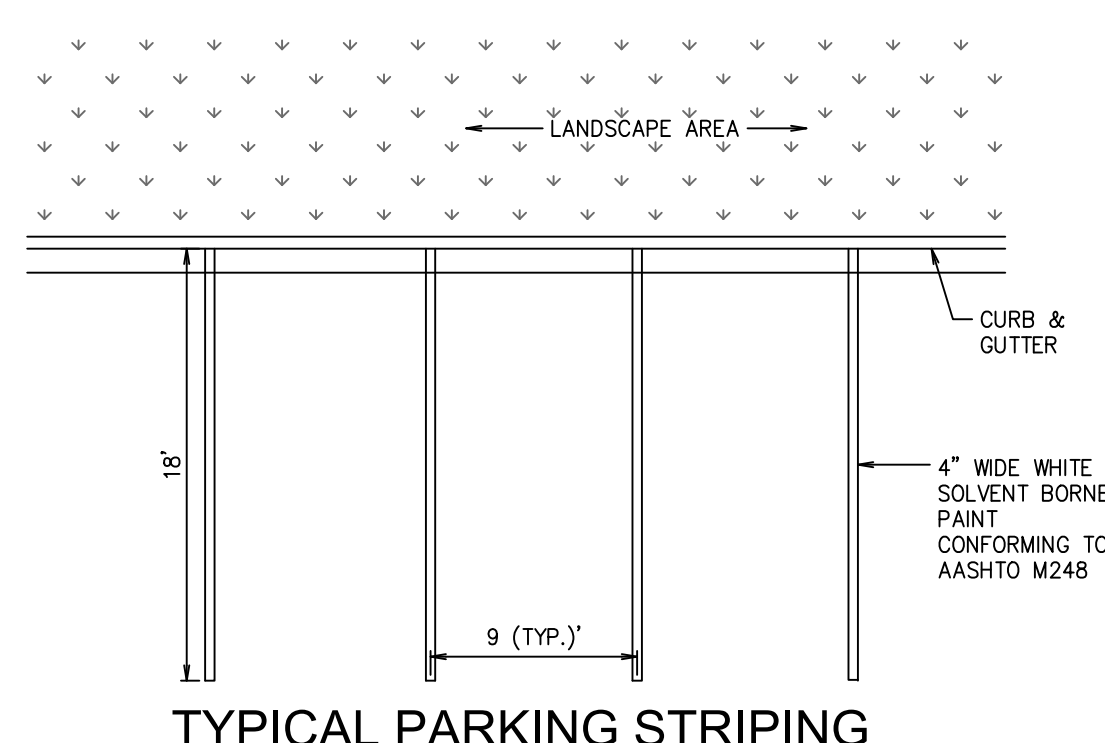 LANDSCAPE AREA
CURB &
GUTTER
18'
4" WIDE WHITE
SOLVENT BORNE
PAINT
CONFORMING TO
AASHTO M248
9 (TYP.)'
TYPICAL PARKING STRIPING